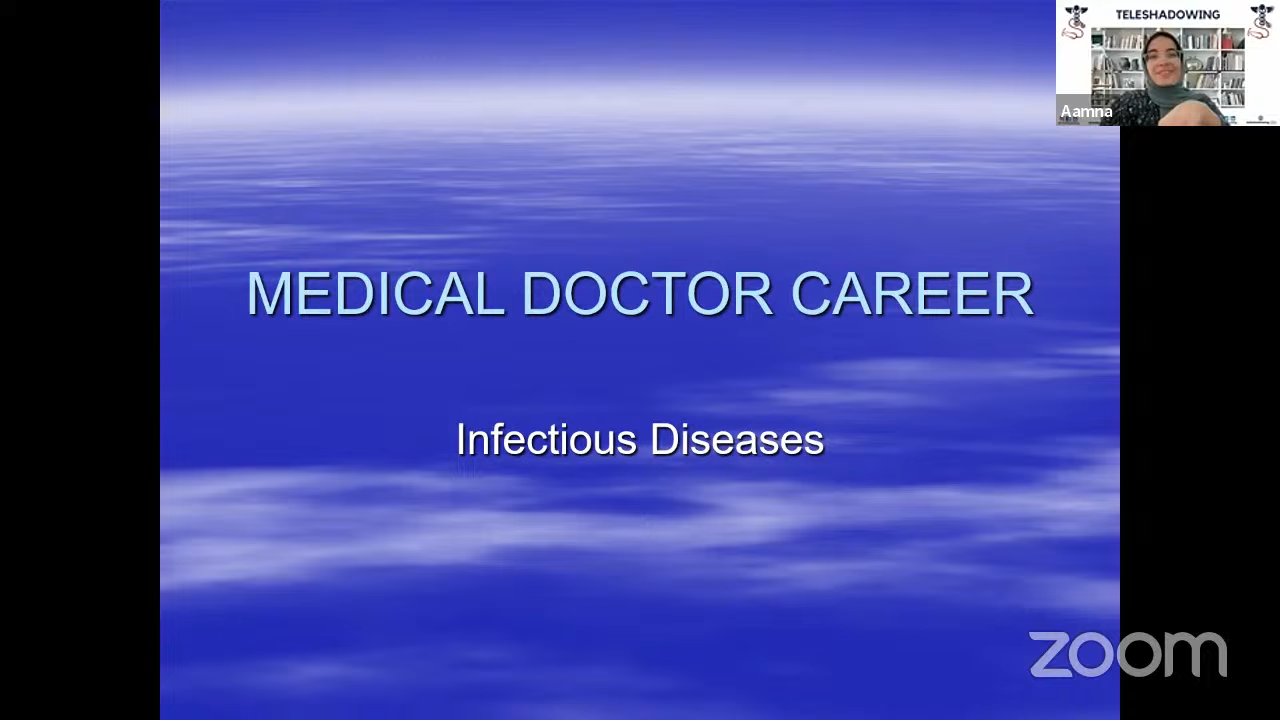 TELESHADOWING
Aamna
MEDICAL DOCTOR CAREER
Infectious Diseases
zoom